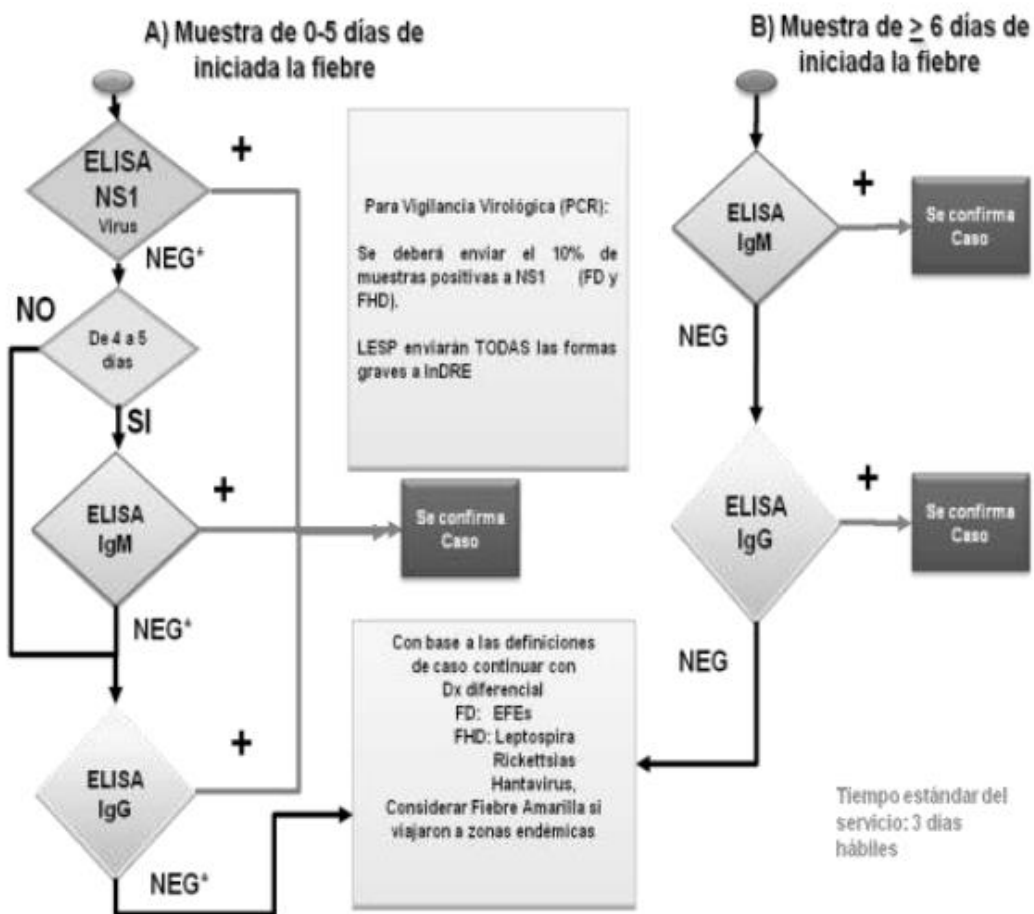 A) Muestra de 0-5 días de
iniciada la fiebre
ELISA
NS1
Virus
+
NEG*
NO
De 4 a 5
días
SI
ELISA
IgM
+
Se confirma
Caso
NEG*
ELISA
IgG
+
NEG*
Para Vigilancia Virológica (PCR):
Se deberá enviar el 10% de
muestras positivas a NS1 (FD y
FHD).
LESP enviarán TODAS las formas
graves a InDRE
Con base a las definiciones
de caso continuar con
Dx diferencial
FD: EFEs
FHD: Leptospira
Rickettsias
Hantavirus,
Considerar Fiebre Amarilla si
viajaron a zonas endémicas
B) Muestra de ≥ 6 días de
iniciada la fiebre
ELISA
IgM
+
Se confirma
Caso
NEG
ELISA
IgG
+
Se confirma
Caso
NEG
Tiempo estándar del
servicio: 3 días
hábiles